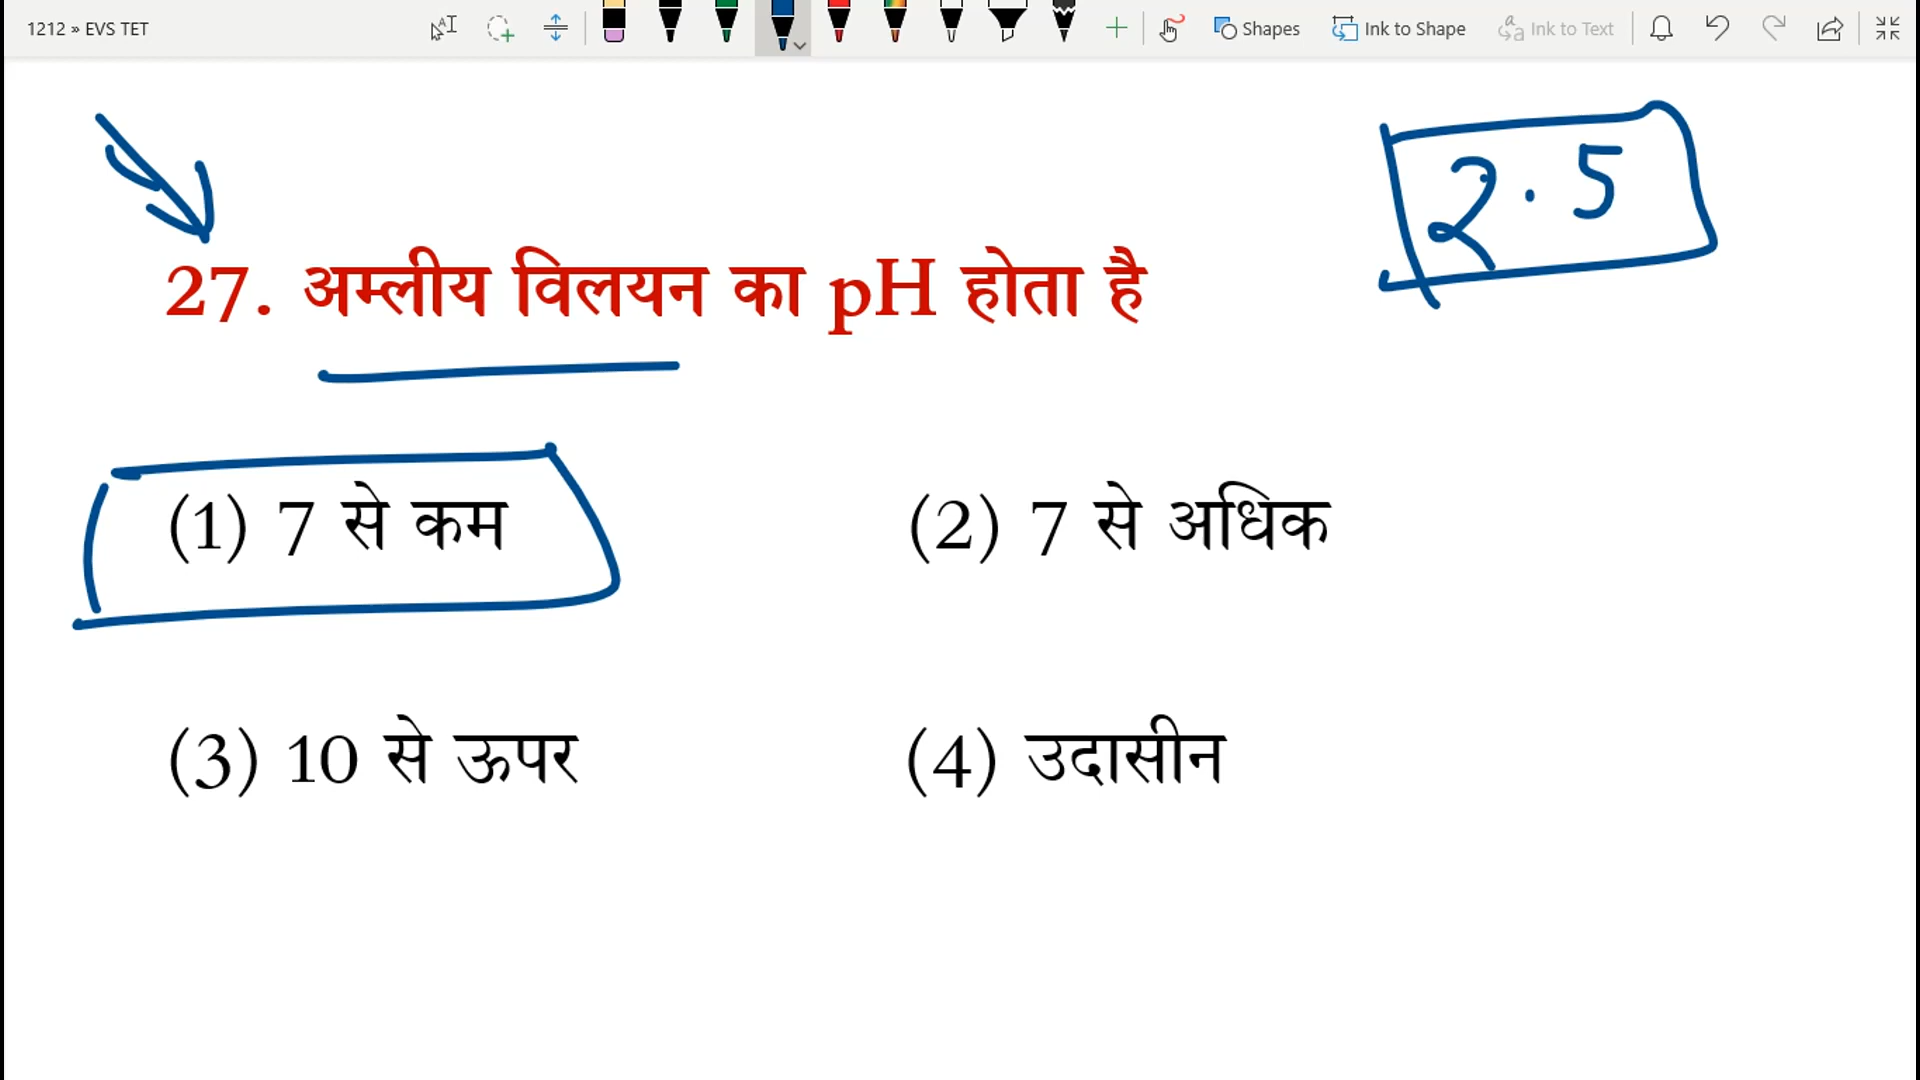 1212 » EVS TET
Shapes
Ink to Shape
Ink to Text
2.5
27. अम्लीय विलयन का pH होता है
(1) 7 से कम
(2) 7 से अधिक
(3) 10 से ऊपर
(4) उदासीन